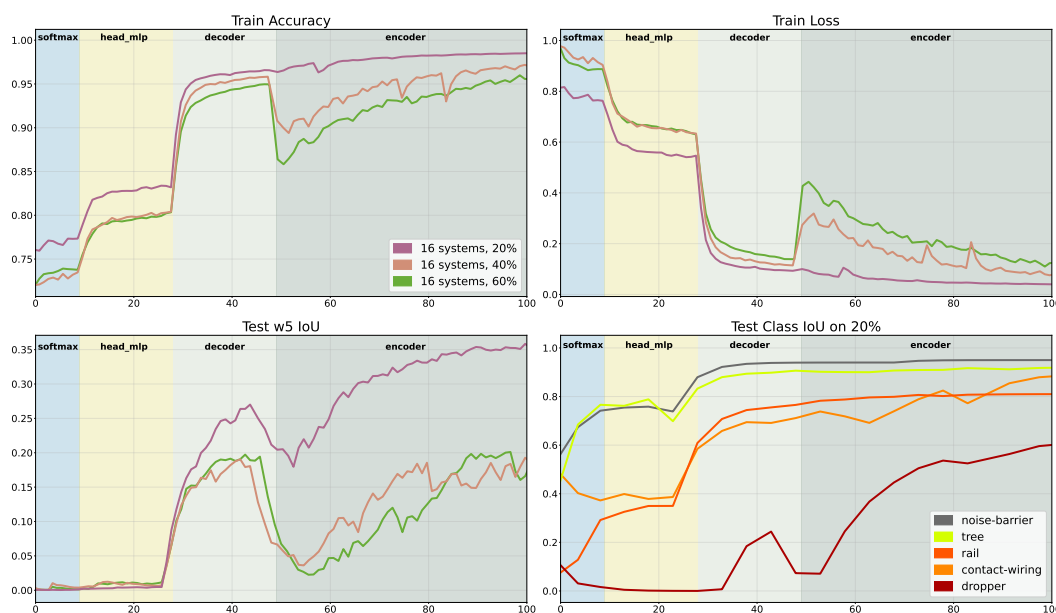 Train Accuracy
softmax head_mlp decoder encoder
1.00
0.95
0.90
0.85
0.80
0.75
16 systems, 20%
16 systems, 40%
16 systems, 60%
0 20 40 60 80 100
Train Loss
softmax head_mlp decoder encoder
1.0
0.8
0.6
0.4
0.2
0.0
0 20 40 60 80 10
Test w5 IoU
softmax head_mlp decoder encoder
0.35
0.30
0.25
0.20
0.15
0.10
0.05
0.00
0 20 40 60 80 100
Test Class IoU on 20%
softmax head_mlp decoder encoder
1.0
0.8
0.6
0.4
0.2
0.0
noise-barrier
tree
rail
contact-wiring
dropper
0 20 40 60 80 10